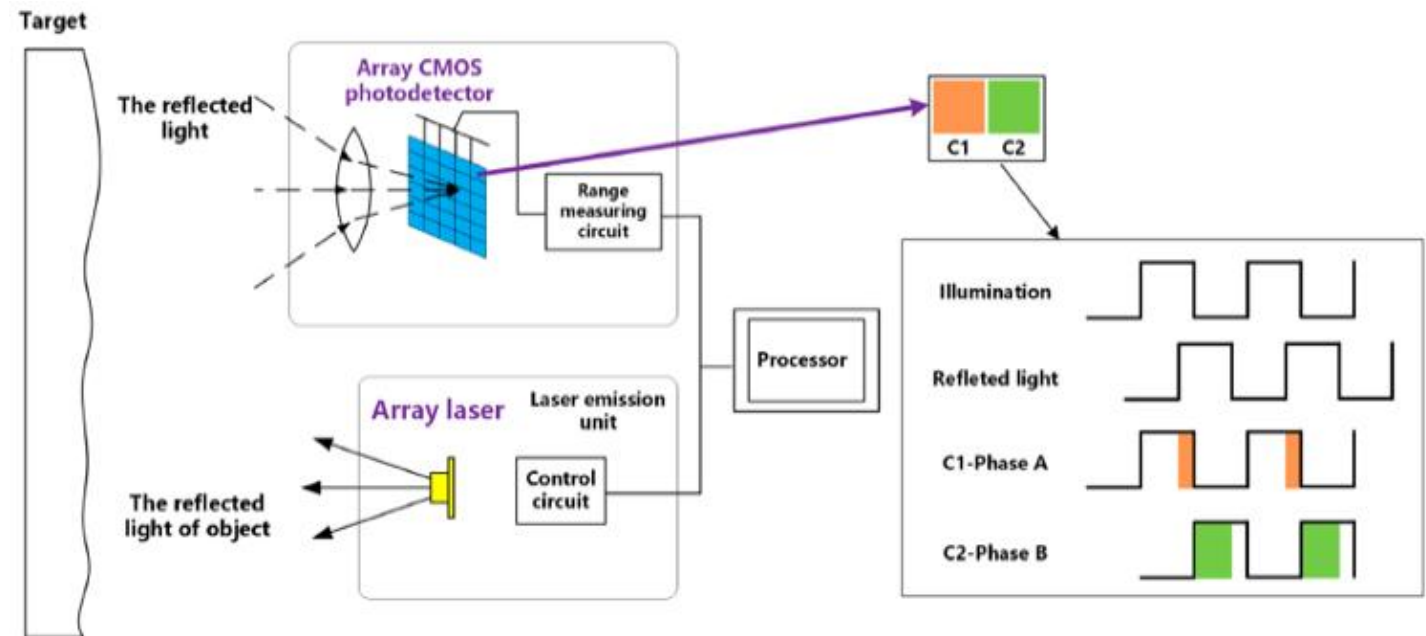 Target
The reflected
light
Array CMOS
photodetector
Range
measuring
circuit
C1 C2
Illumination
Refleted light
C1-Phase A
C2-Phase B
Processor
Array laser
Laser emission
unit
Control
circuit
The reflected
light of object